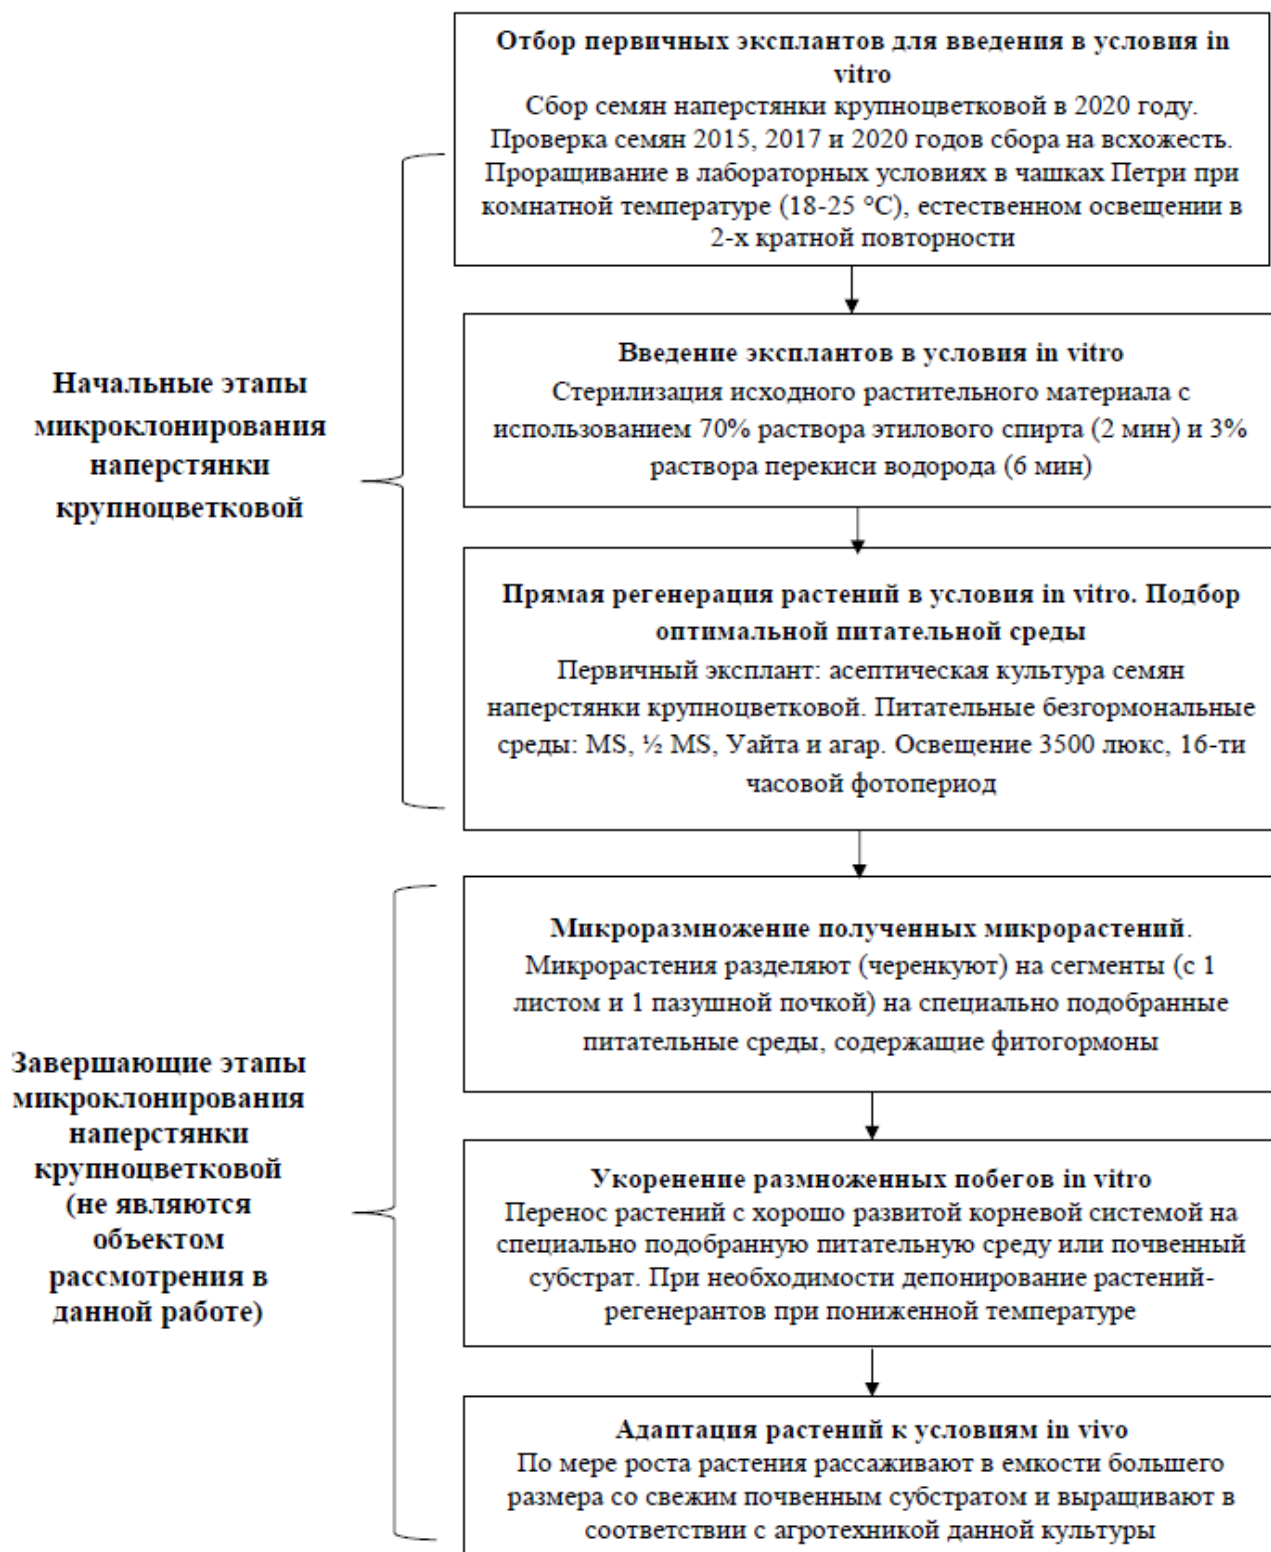 Отбор первичных эксплантов для введения в условия in
vitro
Сбор семян наперстянки крупноцветковой в 2020 году.
Проверка семян 2015, 2017 и 2020 годов сбора на всхожесть.
Проращивание в лабораторных условиях в чашках Петри при
комнатной температуре (18-25 °С), естественном освещении в
2-х кратной повторности
Начальные этапы
микроклонирования
наперстянки
крупноцветковой
Введение эксплантов в условия in vitro
Стерилизация исходного растительного материала с
использованием 70% раствора этилового спирта (2 мин) и 3%
раствора перекиси водорода (6 мин)
Прямая регенерация растений в условия in vitro. Подбор
оптимальной питательной среды
Первичный эксплант: асептическая культура семян
наперстянки крупноцветковой. Питательные безгормональные
среды: MS, ½ MS, Уайта и агар. Освещение 3500 люкс, 16-ти
часовой фотопериод
Завершающие этапы
микроклонирования
наперстянки
крупноцветковой
(не являются
объектом
рассмотрения в
данной работе)
Микроразмножение полученных микрорастений.
Микрорастения разделяют (черенкуют) на сегменты (с 1
листом и 1 пазушной почкой) на специально подобранные
питательные среды, содержащие фитогормоны
Укоренение размноженных побегов in vitro
Перенос растений с хорошо развитой корневой системой на
специально подобранную питательную среду или почвенный
субстрат. При необходимости депонирование растений-
регенерантов при пониженной температуре
Адаптация растений к условиям in vivo
По мере роста растения рассаживают в емкости большего
размера со свежим почвенным субстратом и выращивают в
соответствии с агротехникой данной культуры